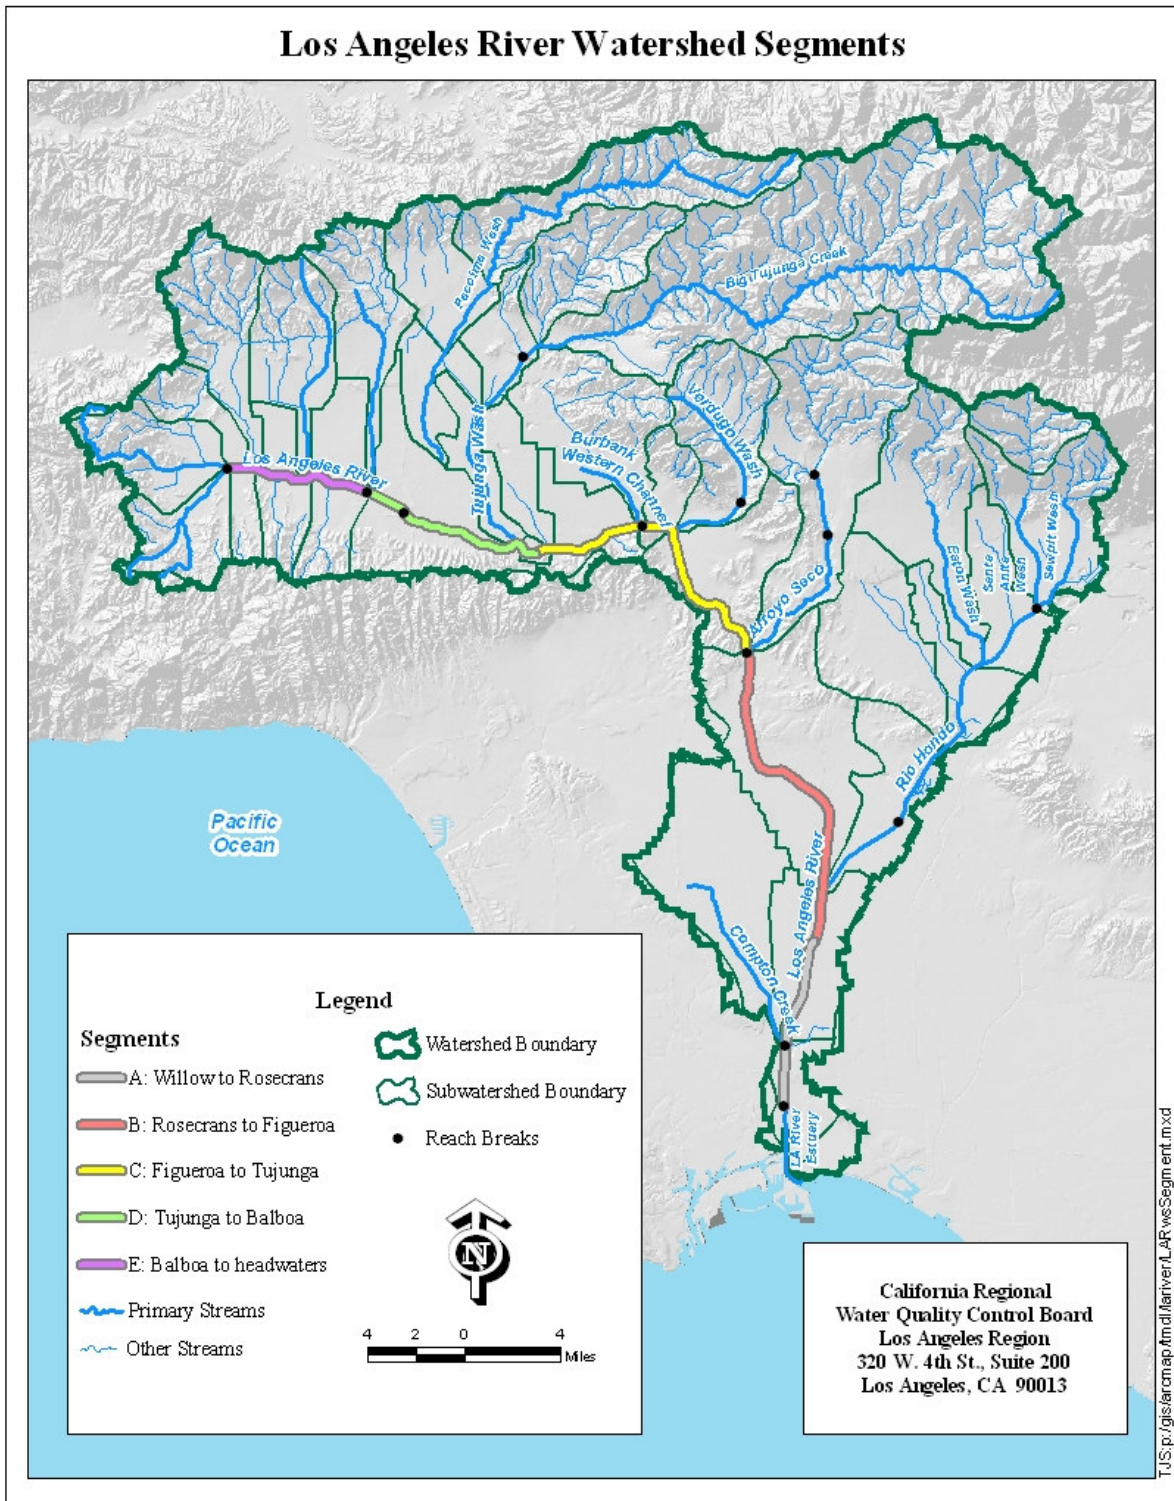 Los Angeles River Watershed Segments
Pacoima Wash
Big Tujunga Creek
Verdugo Wash
Burbank
Western Channel
Tujunga Wash
Los Angeles River
Arroyo Seco
Eaton Wash
Santa
Anita
Wash
Sawpit Wash
Rio Hondo
Pacific
Ocean
Los Angeles River
Compton Creek
LA River
Estuary
Legend
Segments
A: Willow to Rosecrans
B: Rosecrans to Figueroa
C: Figueroa to Tujunga
D: Tujunga to Balboa
E: Balboa to headwaters
Primary Streams
Other Streams
Watershed Boundary
Subwatershed Boundary
Reach Breaks
N
4 2 0 4
Miles
California Regional
Water Quality Control Board
Los Angeles Region
320 W. 4th St., Suite 200
Los Angeles, CA 90013
TJS:p:/gis/arcmap/tmdl/lariver/LARwsSegment.mxd